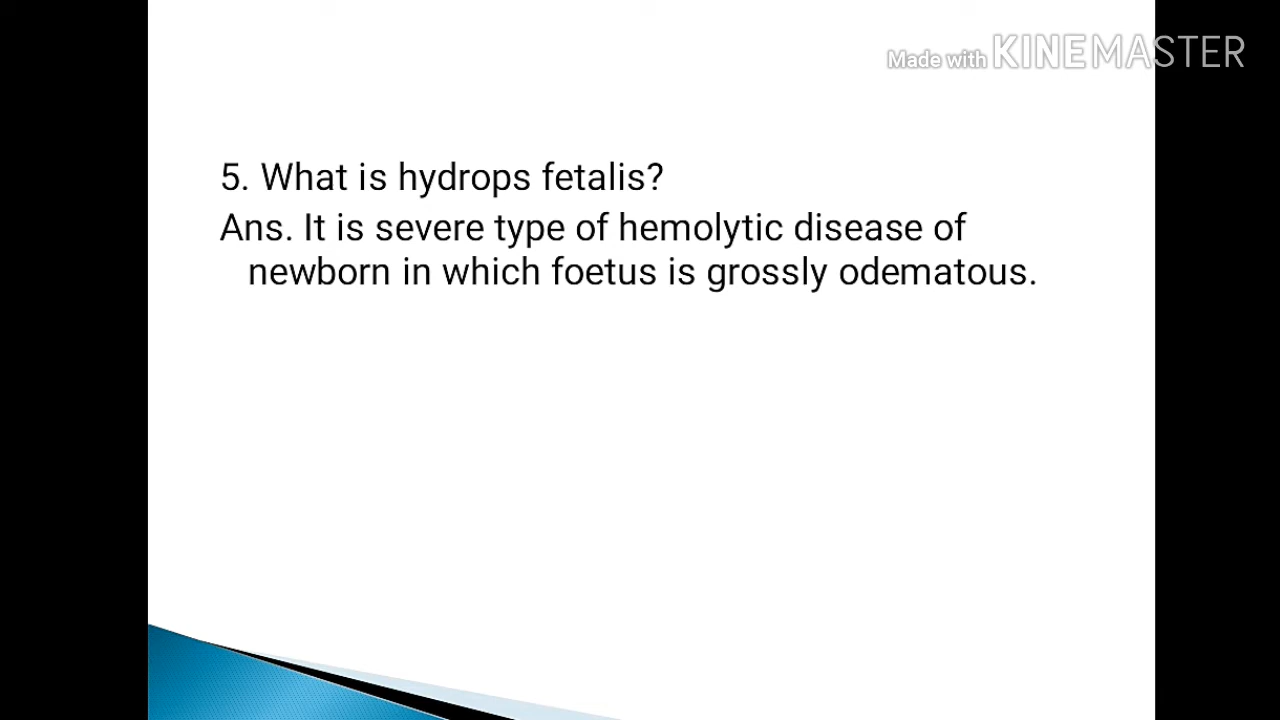 Made with KINEMASTER
5. What is hydrops fetalis?
Ans. It is severe type of hemolytic disease of
newborn in which foetus is grossly odematous.